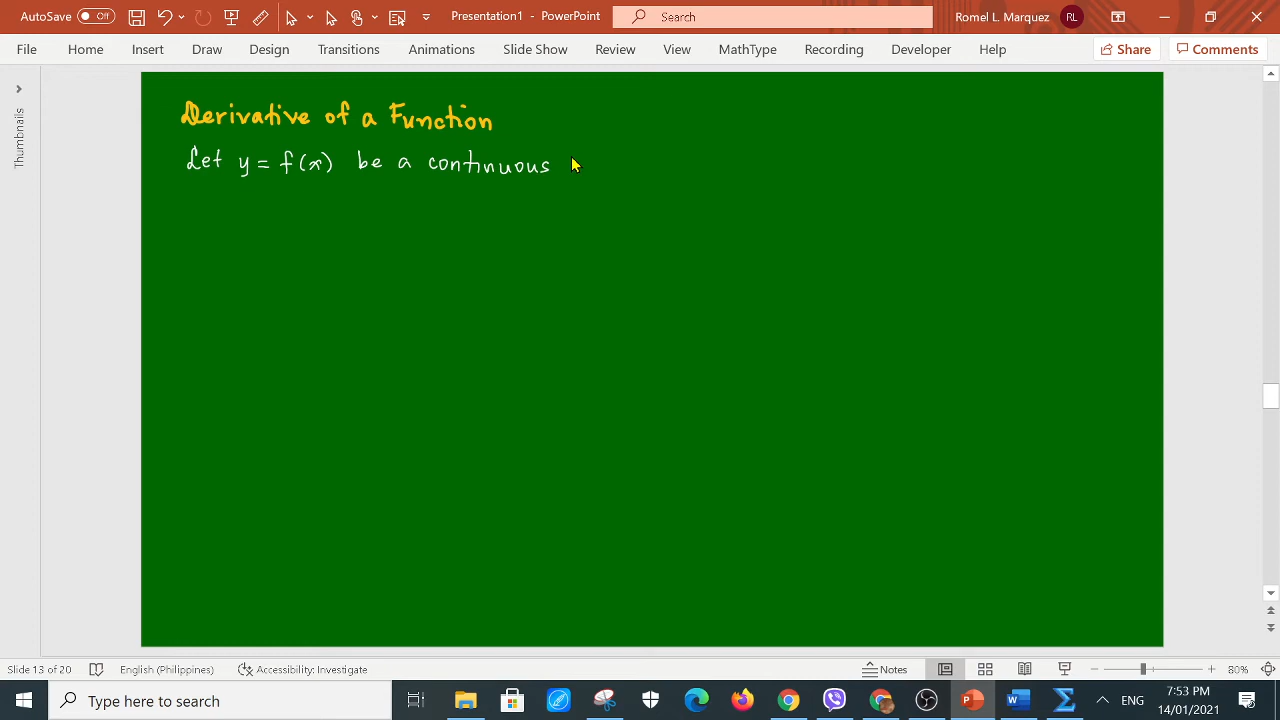 AutoSave Off Presentation1 - PowerPoint Search Romel L. Marquez RL
File Home Insert Draw Design Transitions Animations Slide Show Review View MathType Recording Developer Help Share Comments
Thumbnails
Derivative of a Function
Let y = f(x) be a continuous
Slide 13 of 20 English (Philippines) Accessibility: Investigate Notes 80%
Type here to search ENG 7:53 PM
14/01/2021